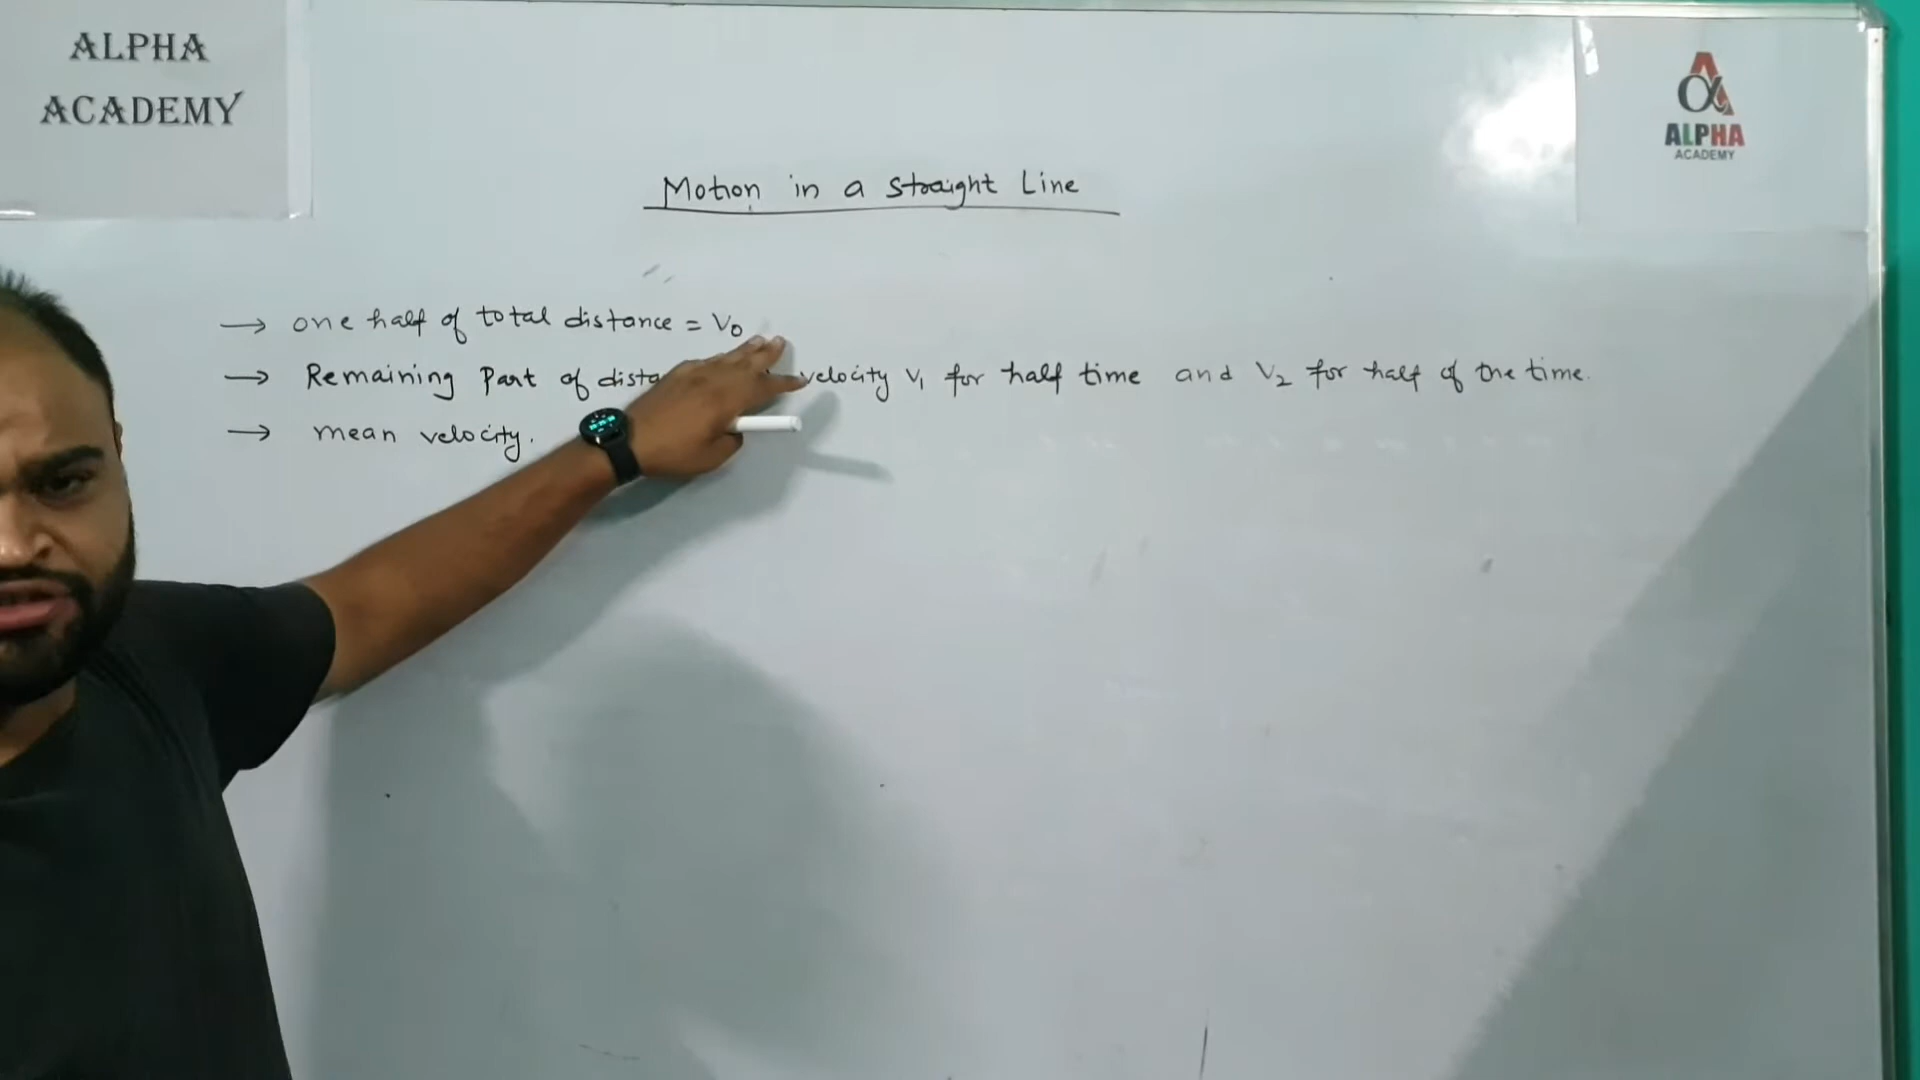 ALPHA
ACADEMY
ALPHA
ACADEMY
Motion in a straight Line
→ one half of total distance = V₀
→ Remaining Part of dista velocity V₁ for half time and V₂ for half of the time.
→ mean velocity.